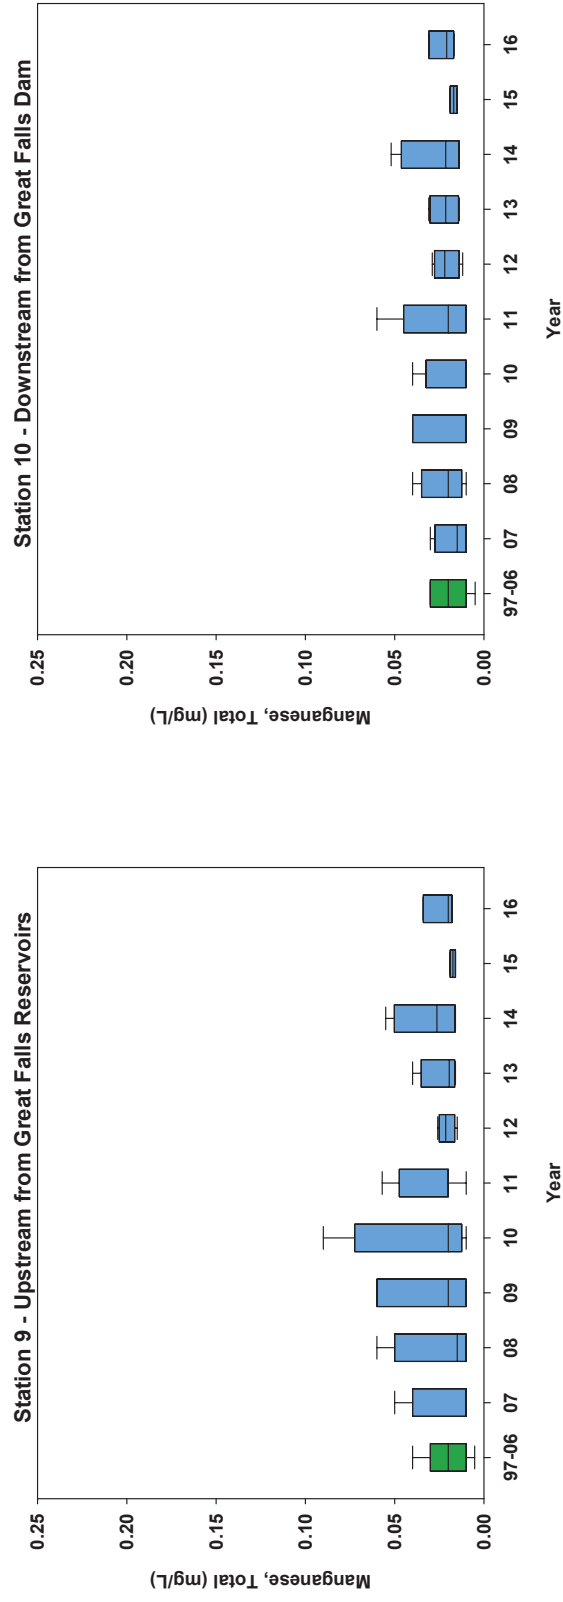 Station 9 - Upstream from Great Falls Reservoirs
Manganese, Total (mg/L)
0.25
0.20
0.15
0.10
0.05
0.00
97-06 07 08 09 10 11 12 13 14 15 16
Year
Station 10 - Downstream from Great Falls Dam
Manganese, Total (mg/L)
0.25
0.20
0.15
0.10
0.05
0.00
97-06 07 08 09 10 11 12 13 14 15 16
Year